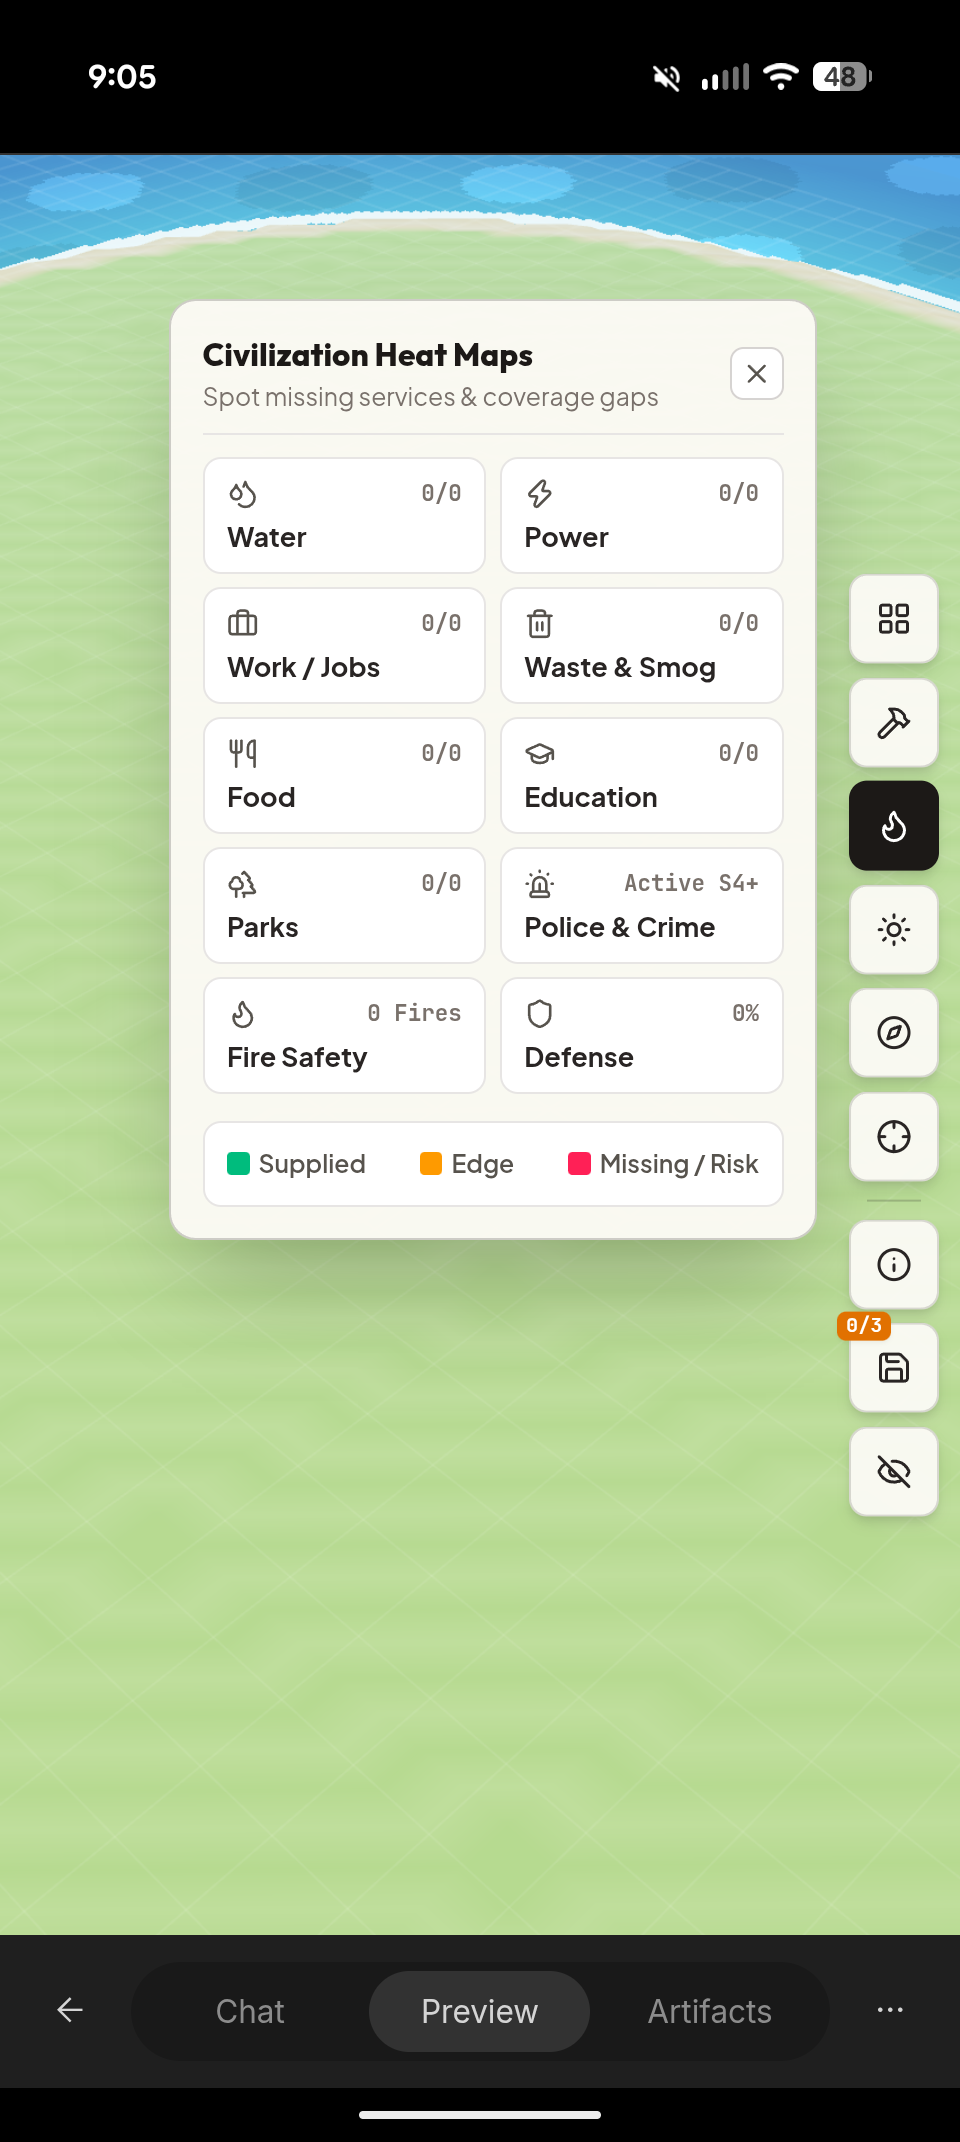 9:05
48
Civilization Heat Maps
Spot missing services & coverage gaps
0/0
Water
0/0
Power
0/0
Work / Jobs
0/0
Waste & Smog
0/0
Food
0/0
Education
0/0
Parks
Active S4+
Police & Crime
0 Fires
Fire Safety
0%
Defense
Supplied
Edge
Missing / Risk
0/3
Chat
Preview
Artifacts